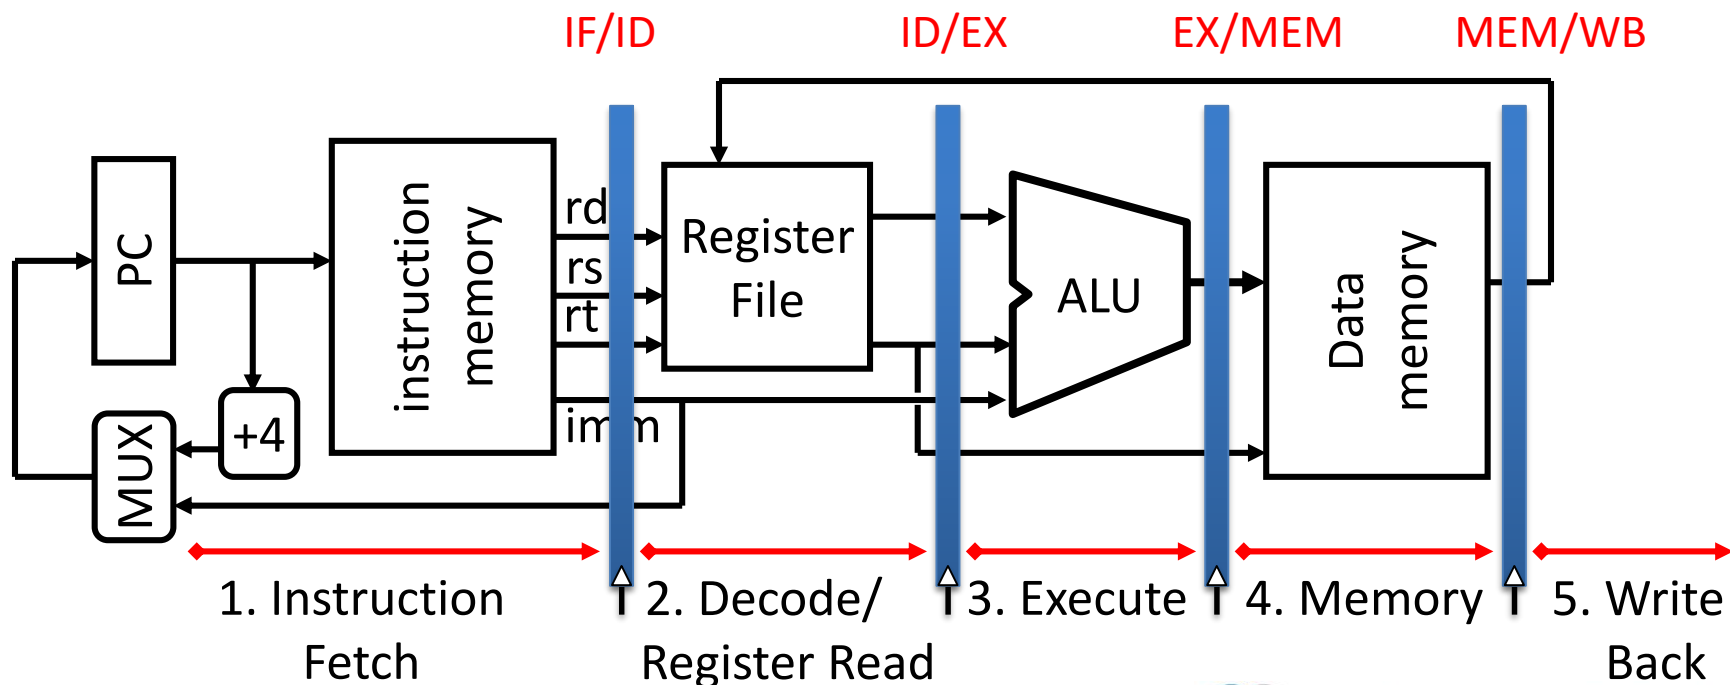 IF/ID
ID/EX
EX/MEM
MEM/WB
PC
+4
MUX
instruction
memory
rd
rs
rt
imm
Register
File
ALU
Data
memory
1. Instruction
Fetch
2. Decode/
Register Read
3. Execute
4. Memory
5. Write
Back